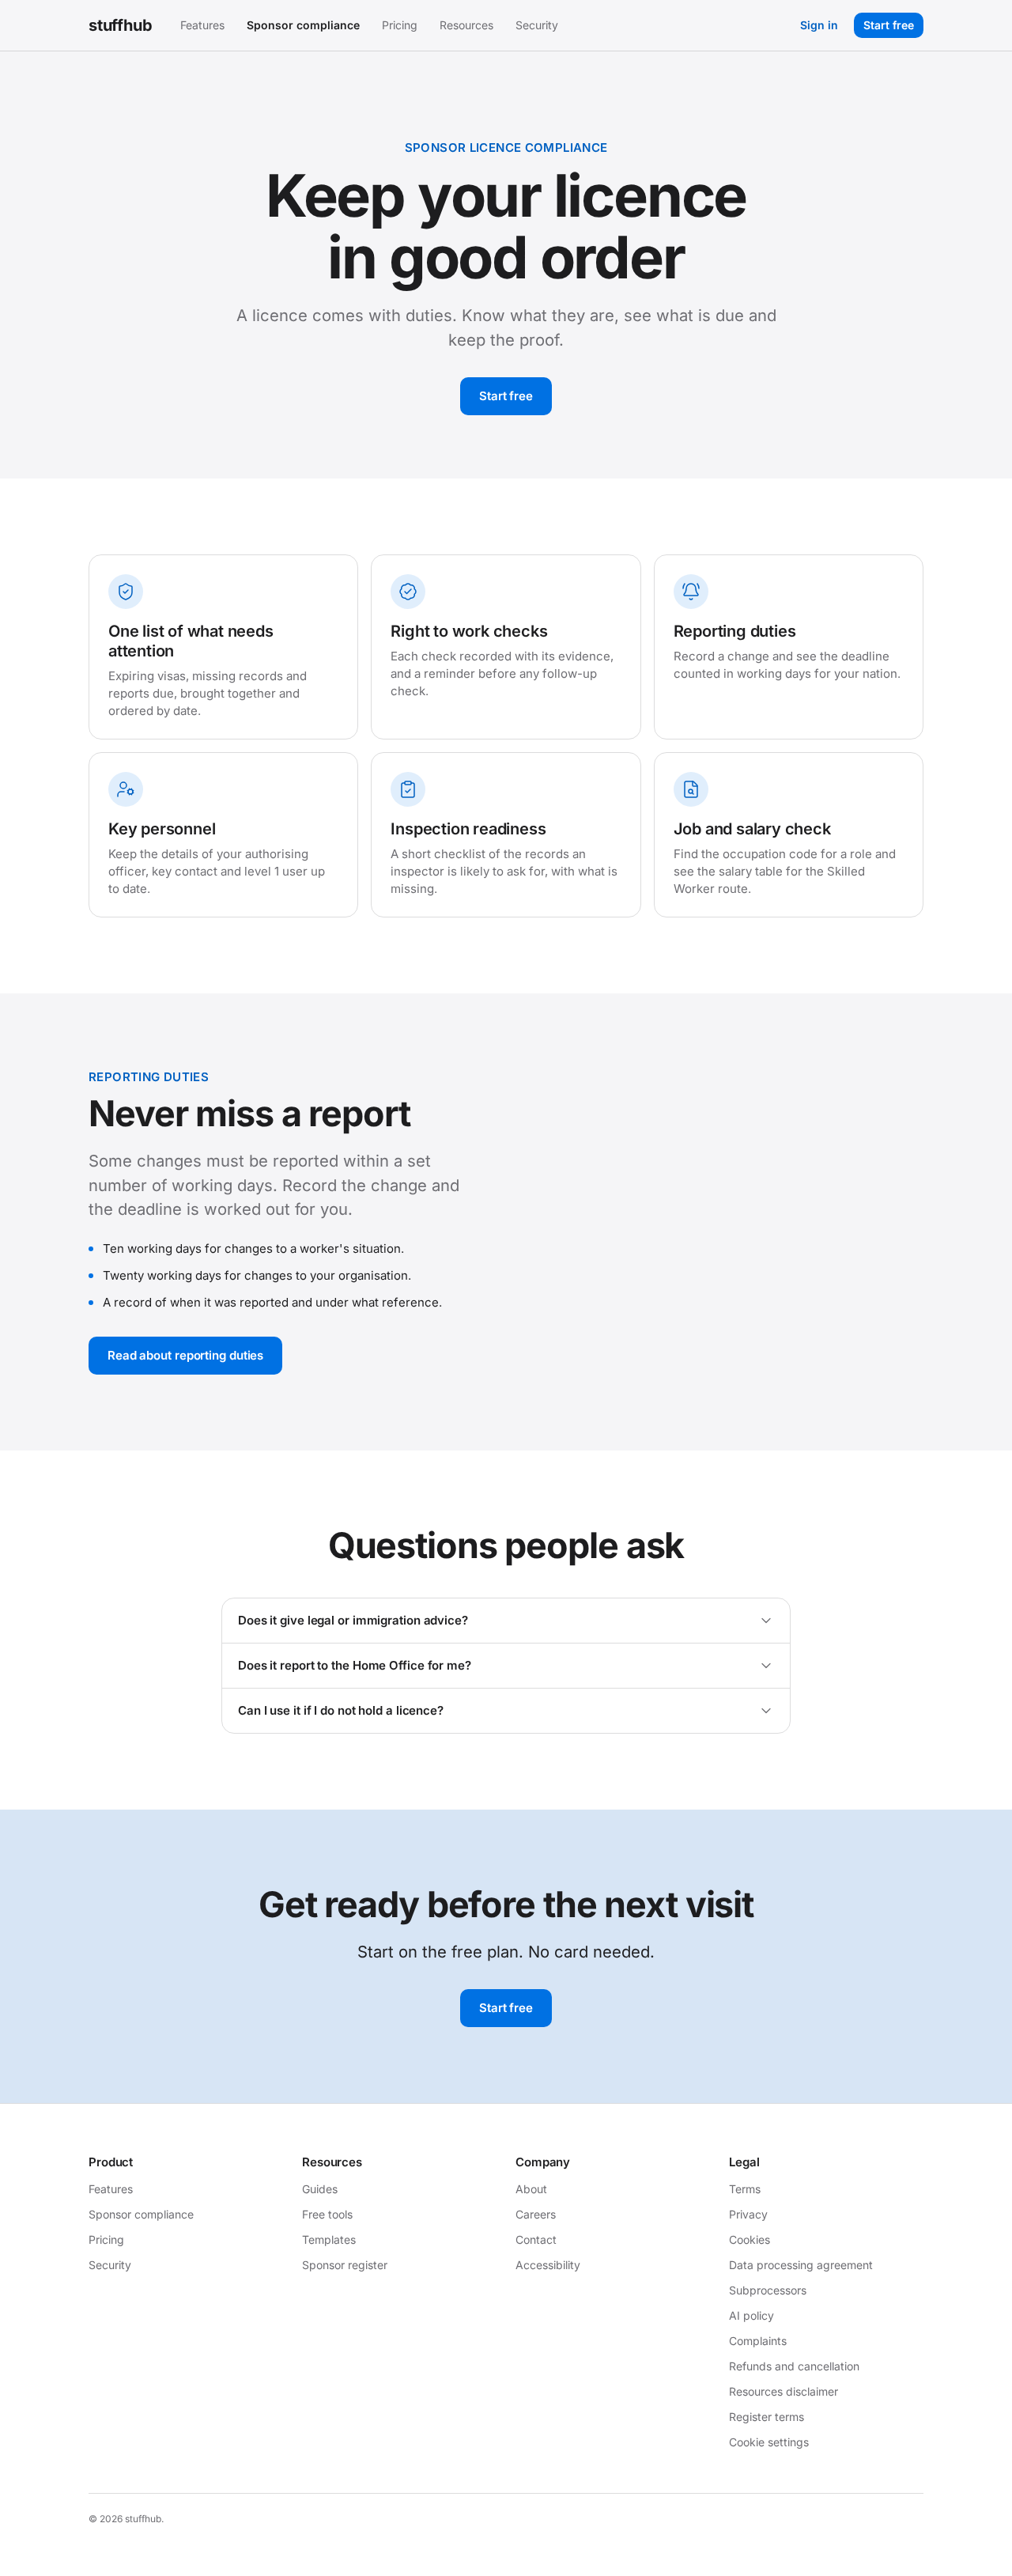 stuffhub
Features
Sponsor compliance
Pricing
Resources
Security
Sign in
Start free
SPONSOR LICENCE COMPLIANCE
Keep your licence
in good order
A licence comes with duties. Know what they are, see what is due and
keep the proof.
Start free
One list of what needs
attention
Expiring visas, missing records and
reports due, brought together and
ordered by date.
Right to work checks
Each check recorded with its evidence,
and a reminder before any follow-up
check.
Reporting duties
Record a change and see the deadline
counted in working days for your nation.
Key personnel
Keep the details of your authorising
officer, key contact and level 1 user up
to date.
Inspection readiness
A short checklist of the records an
inspector is likely to ask for, with what is
missing.
Job and salary check
Find the occupation code for a role and
see the salary table for the Skilled
Worker route.
REPORTING DUTIES
Never miss a report
Some changes must be reported within a set
number of working days. Record the change and
the deadline is worked out for you.
Ten working days for changes to a worker's situation.
Twenty working days for changes to your organisation.
A record of when it was reported and under what reference.
Read about reporting duties
Questions people ask
Does it give legal or immigration advice?
Does it report to the Home Office for me?
Can I use it if I do not hold a licence?
Get ready before the next visit
Start on the free plan. No card needed.
Start free
Product
Features
Sponsor compliance
Pricing
Security
Resources
Guides
Free tools
Templates
Sponsor register
Company
About
Careers
Contact
Accessibility
Legal
Terms
Privacy
Cookies
Data processing agreement
Subprocessors
AI policy
Complaints
Refunds and cancellation
Resources disclaimer
Register terms
Cookie settings
© 2026 stuffhub.